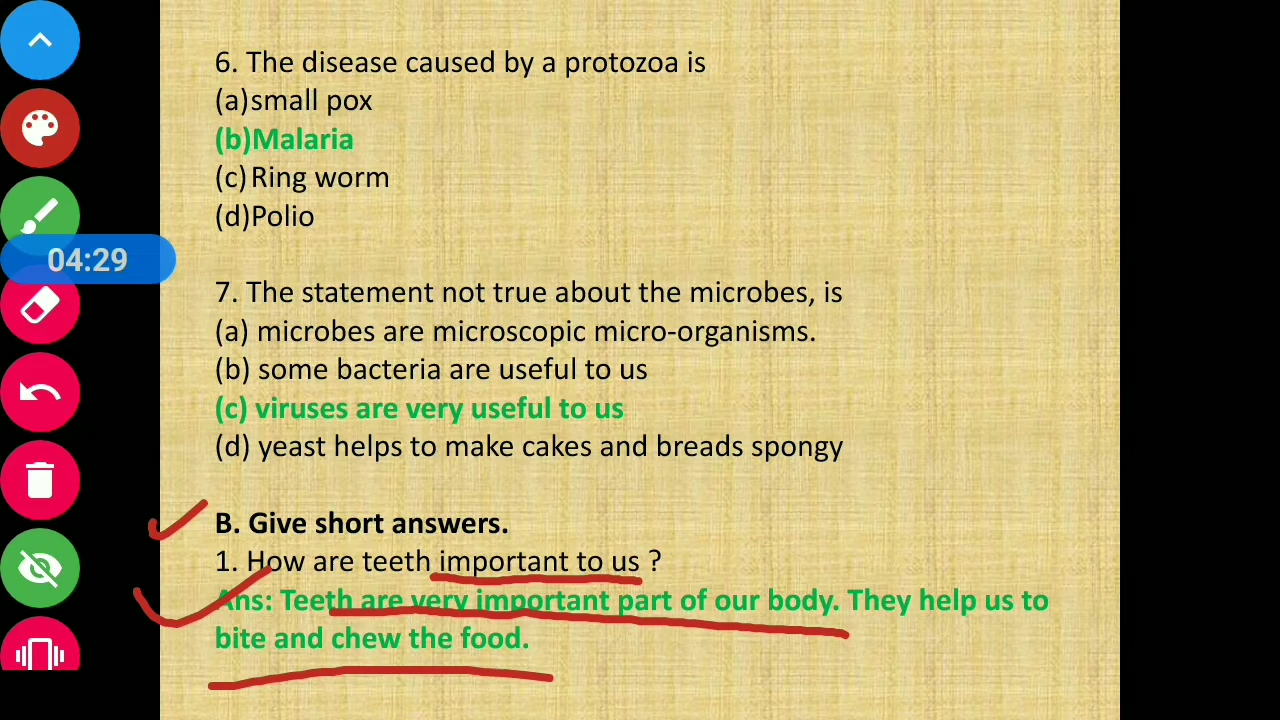 6. The disease caused by a protozoa is
(a)small pox
(b)Malaria
(c)Ring worm
(d)Polio
04:29
7. The statement not true about the microbes, is
(a) microbes are microscopic micro-organisms.
(b) some bacteria are useful to us
(c) viruses are very useful to us
(d) yeast helps to make cakes and breads spongy
B. Give short answers.
1. How are teeth important to us ?
Ans: Teeth are very important part of our body. They help us to
bite and chew the food.